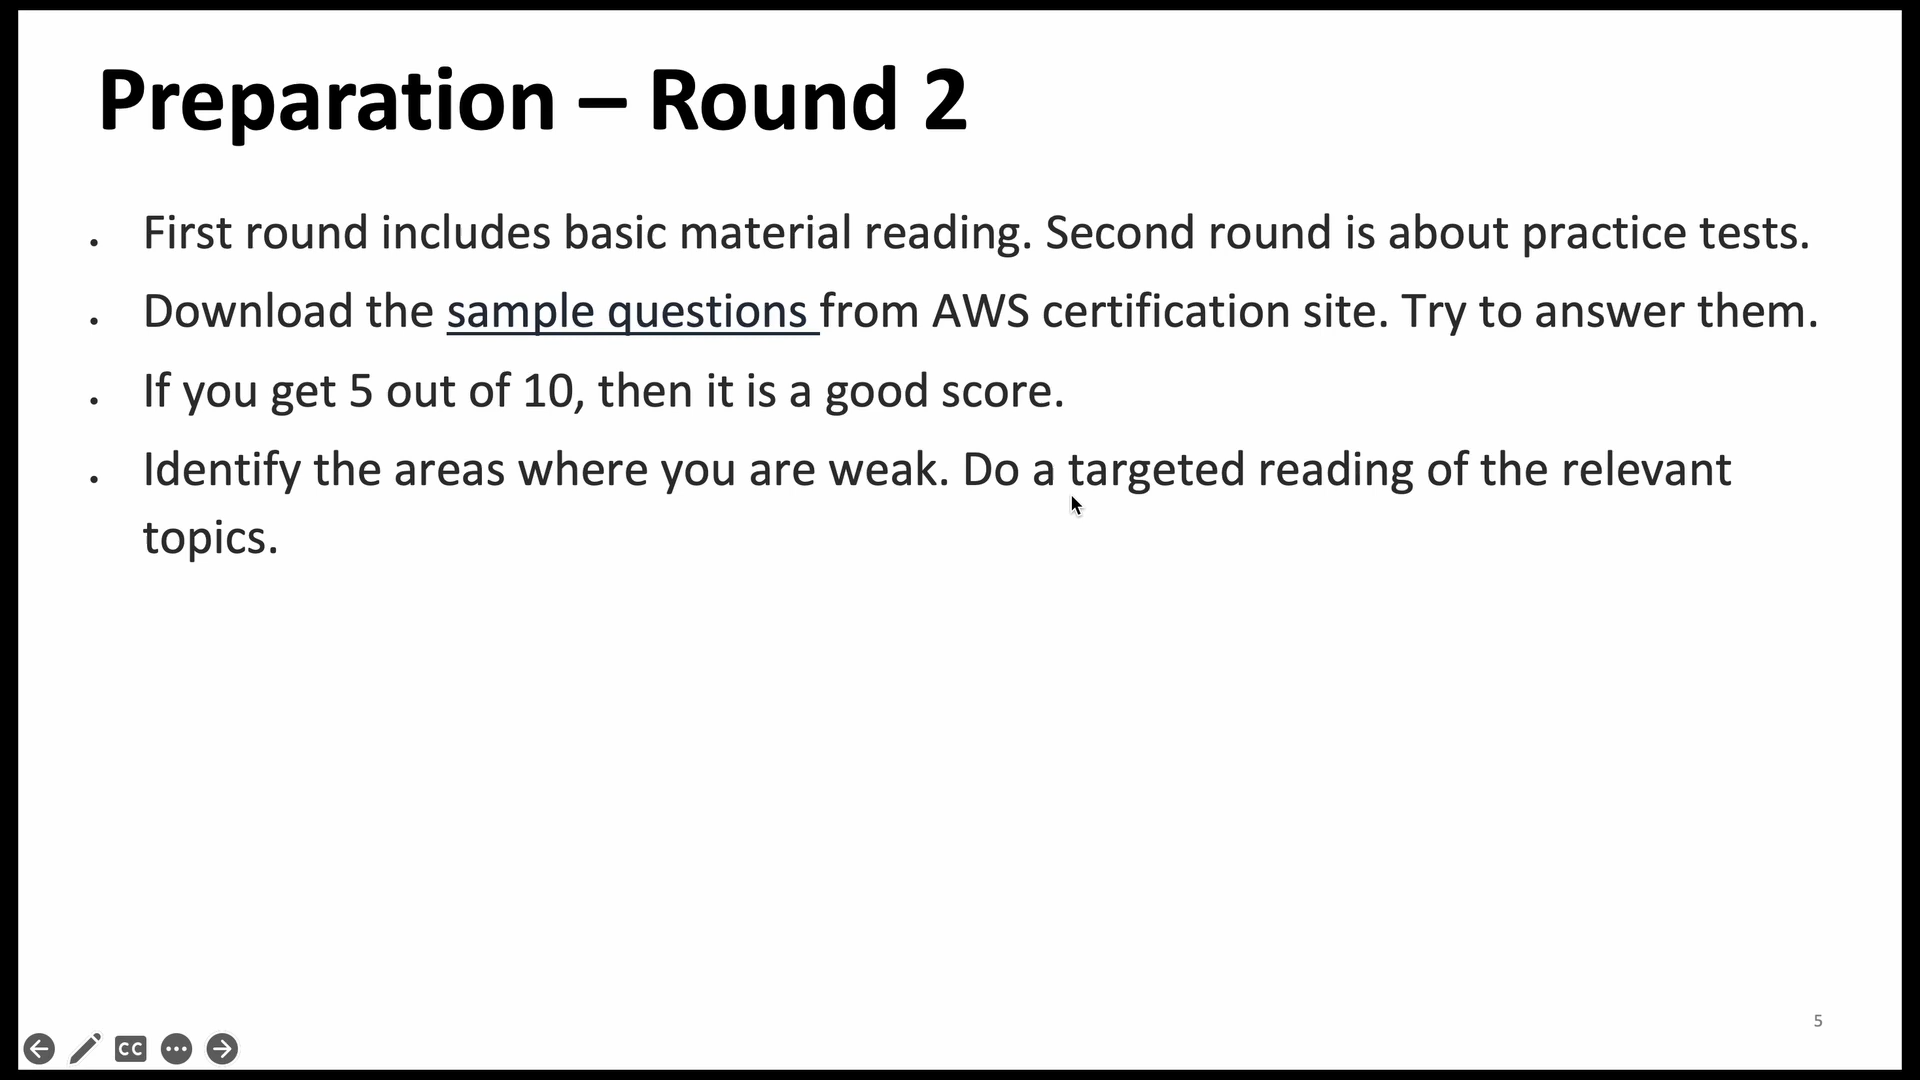 Preparation – Round 2
• First round includes basic material reading. Second round is about practice tests.
• Download the sample questions from AWS certification site. Try to answer them.
• If you get 5 out of 10, then it is a good score.
• Identify the areas where you are weak. Do a targeted reading of the relevant
topics.
5
CC